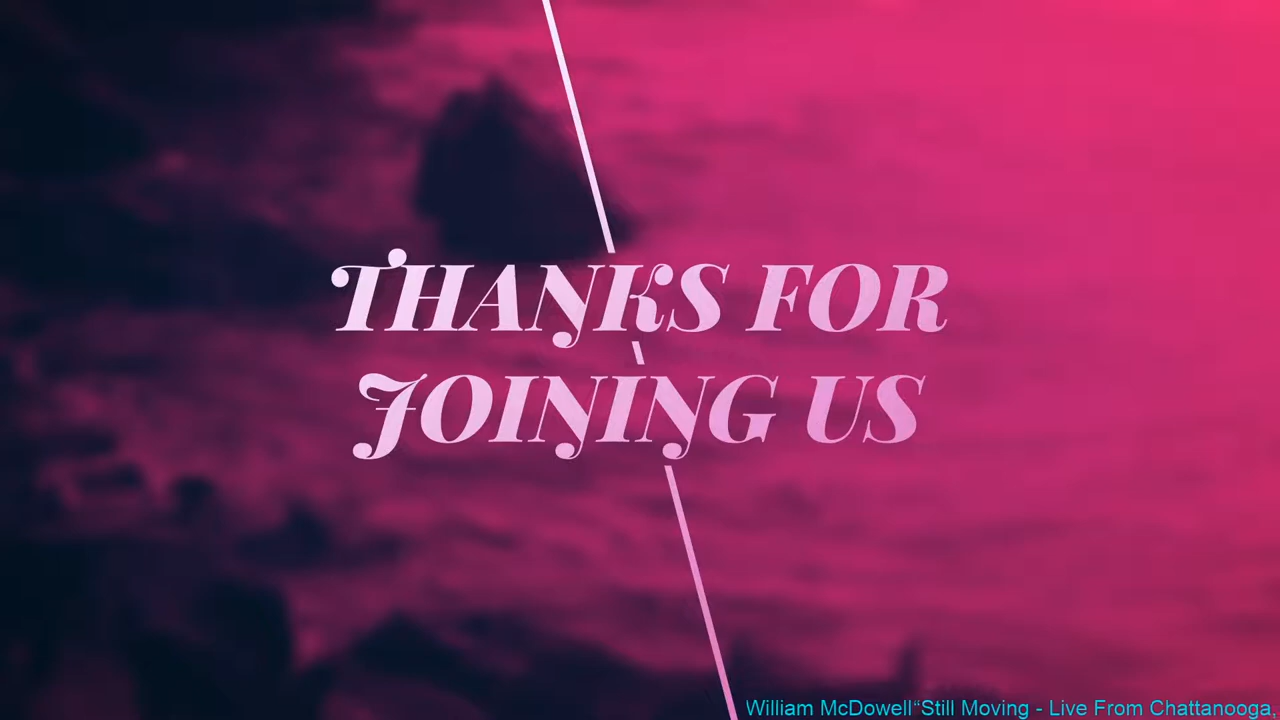 THANKS FOR
JOINING US
William McDowell“Still Moving - Live From Chattanooga,